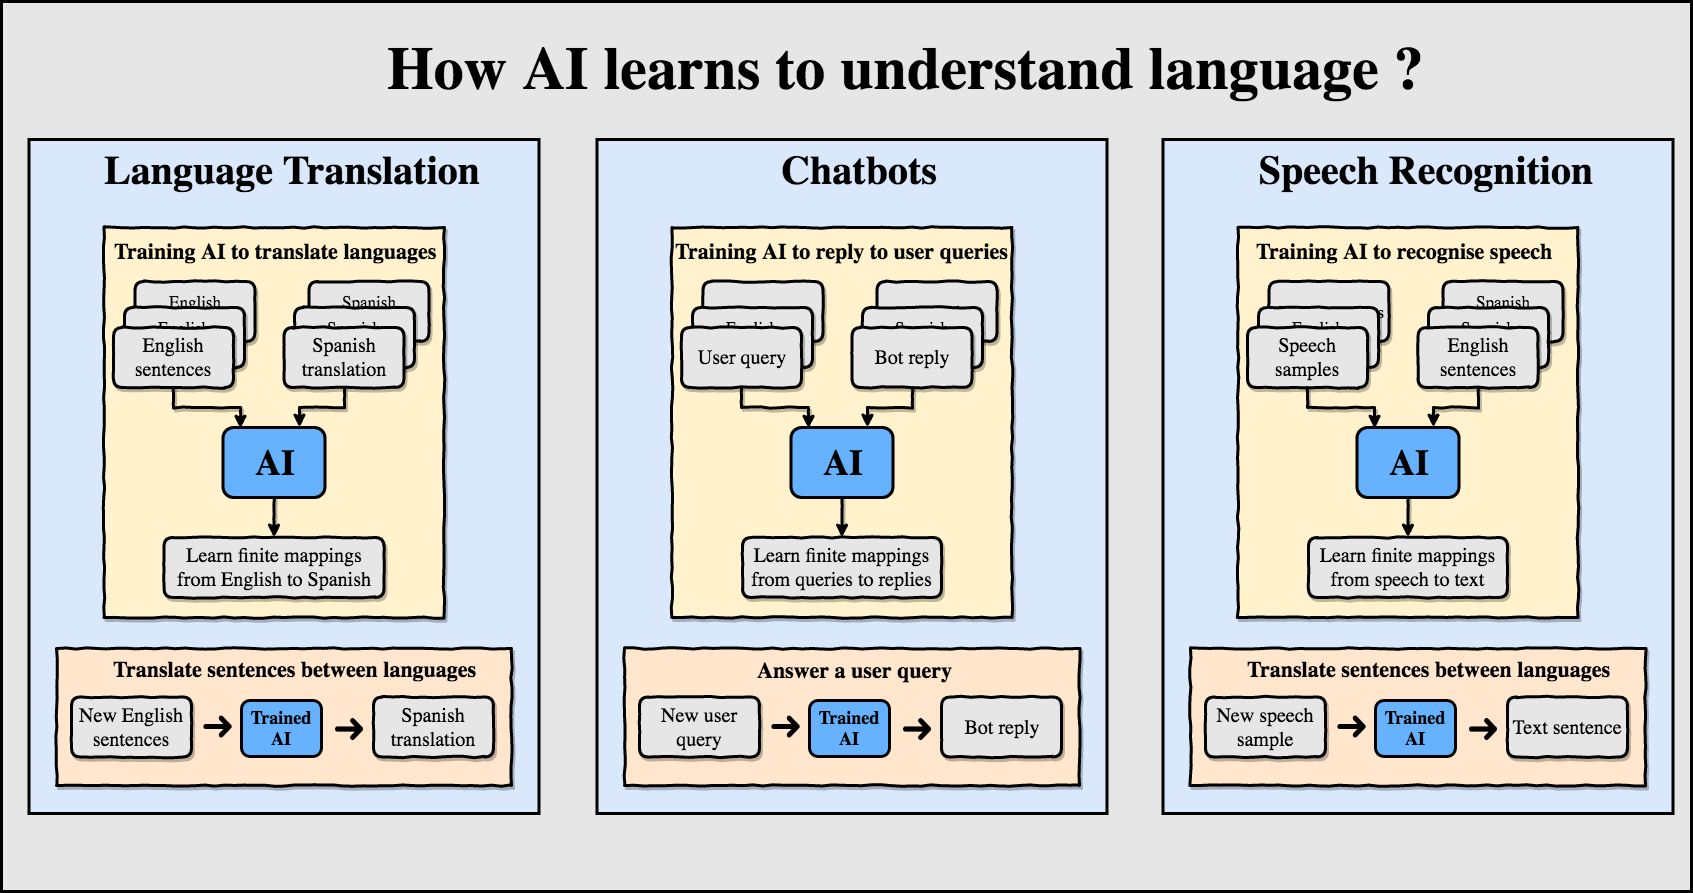 How AI learns to understand language ?
Language Translation
Training AI to translate languages
English
Spanish
English
sentences
Spanish
translation
AI
Learn finite mappings
from English to Spanish
Translate sentences between languages
New English
sentences
Trained
AI
Spanish
translation
Chatbots
Training AI to reply to user queries
User query
Bot reply
AI
Learn finite mappings
from queries to replies
Answer a user query
New user
query
Trained
AI
Bot reply
Speech Recognition
Training AI to recognise speech
Spanish
Speech
samples
English
sentences
AI
Learn finite mappings
from speech to text
Translate sentences between languages
New speech
sample
Trained
AI
Text sentence